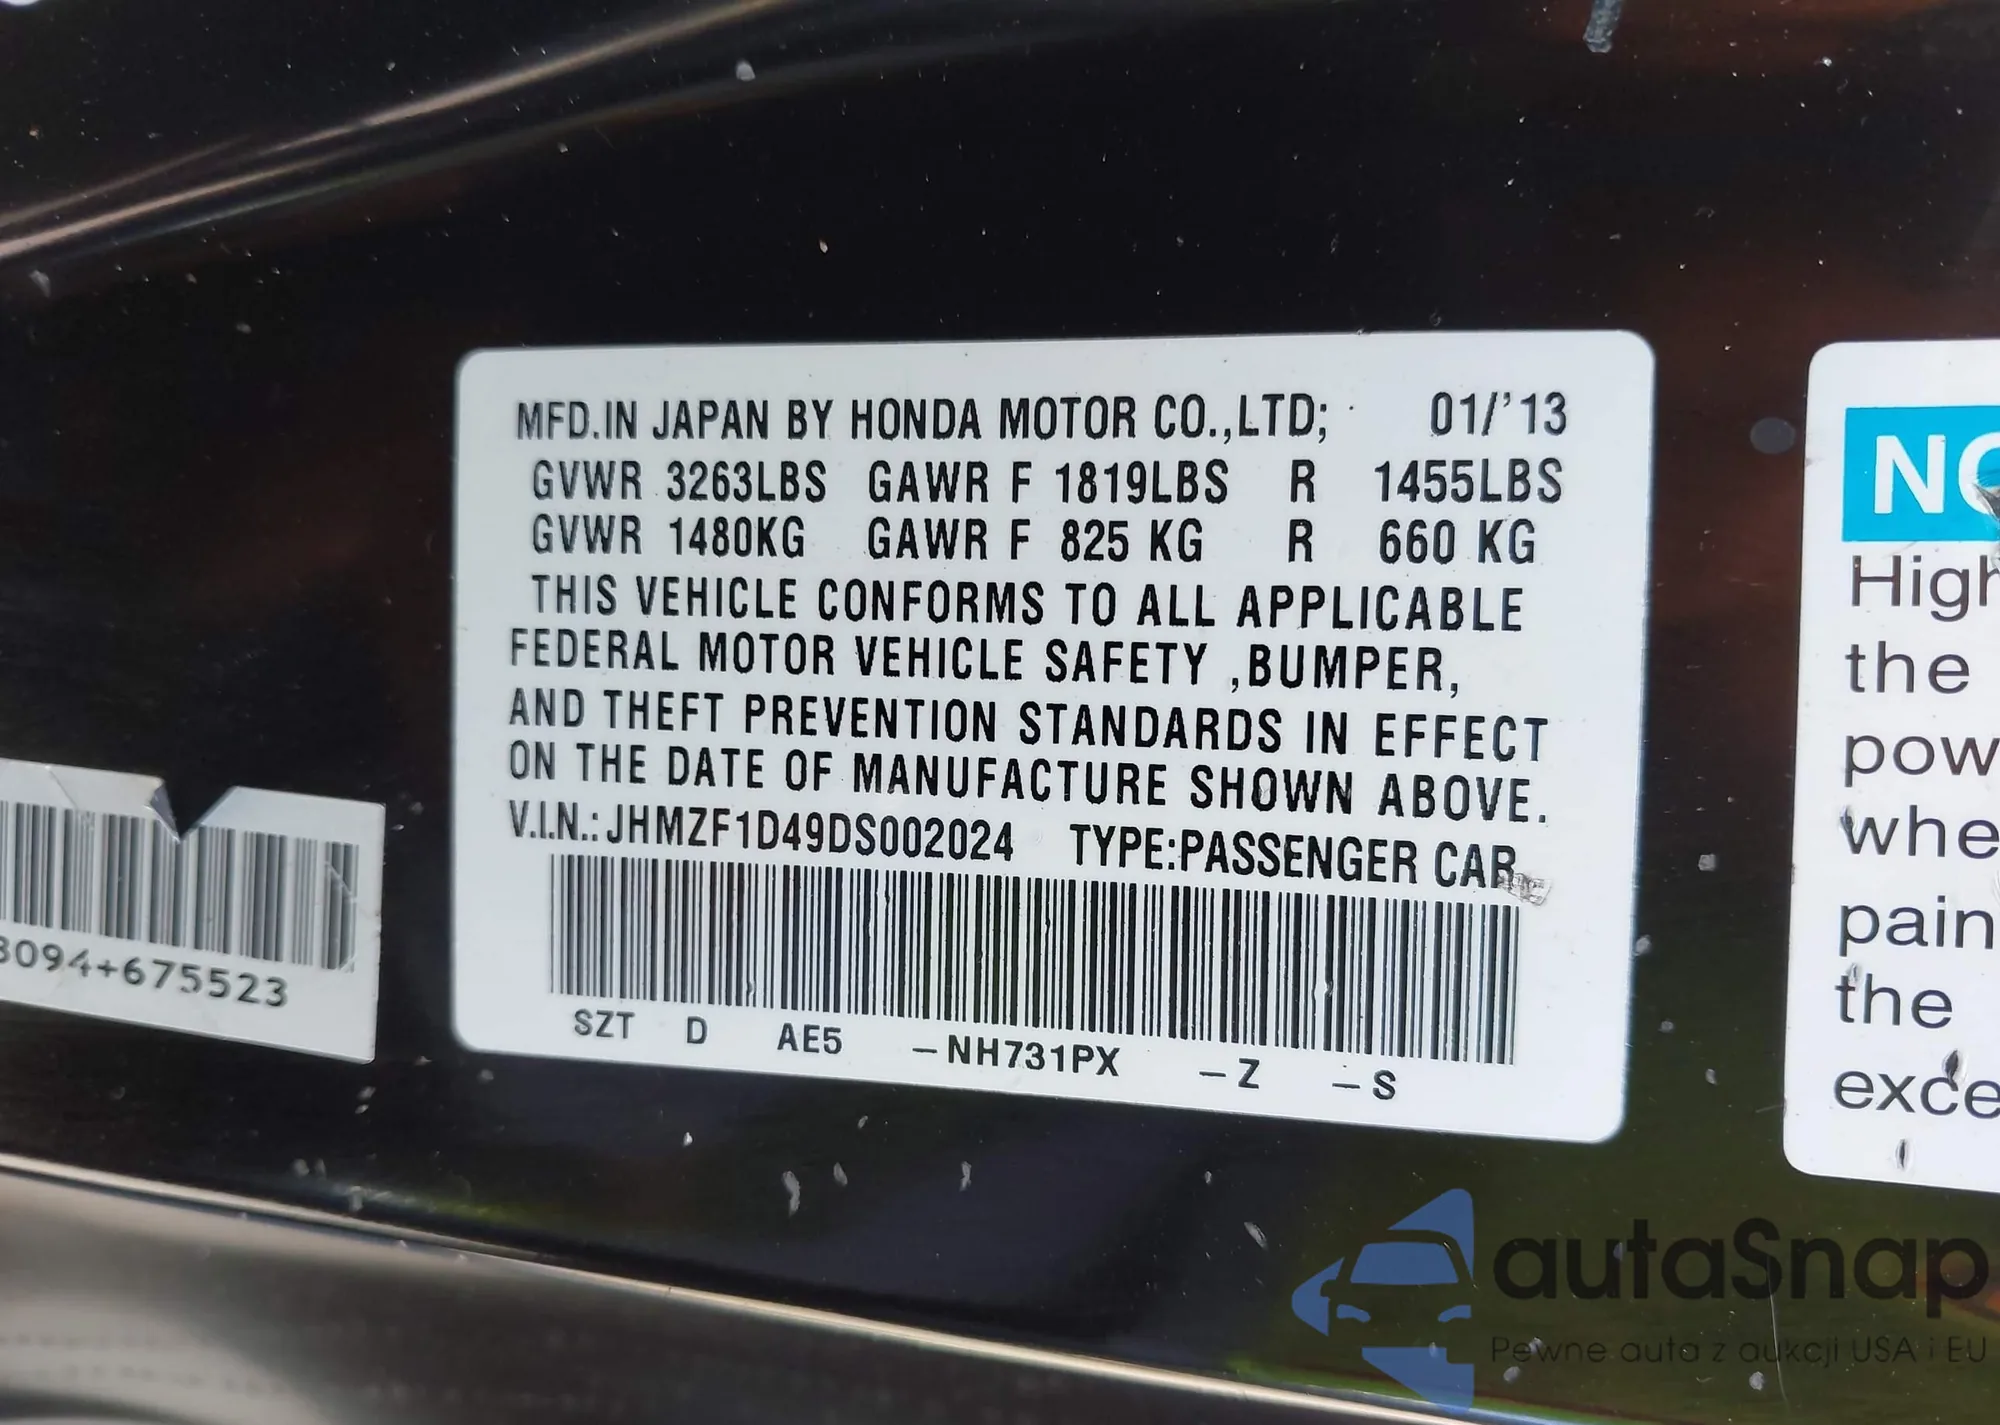 MFD.IN JAPAN BY HONDA MOTOR CO.,LTD; 01/'13
GVWR 3263LBS GAWR F 1819LBS R 1455LBS
GVWR 1480KG GAWR F 825 KG R 660 KG
THIS VEHICLE CONFORMS TO ALL APPLICABLE
FEDERAL MOTOR VEHICLE SAFETY ,BUMPER,
AND THEFT PREVENTION STANDARDS IN EFFECT
ON THE DATE OF MANUFACTURE SHOWN ABOVE.
V.I.N.: JHMZF1D49DS002024 TYPE:PASSENGER CAR
SZT D AE5 -NH731PX -Z -S
3094+675523
High
the
pow
whe
pain
the
exce
autaSnap
Pewne auta z aukcji USA i EU